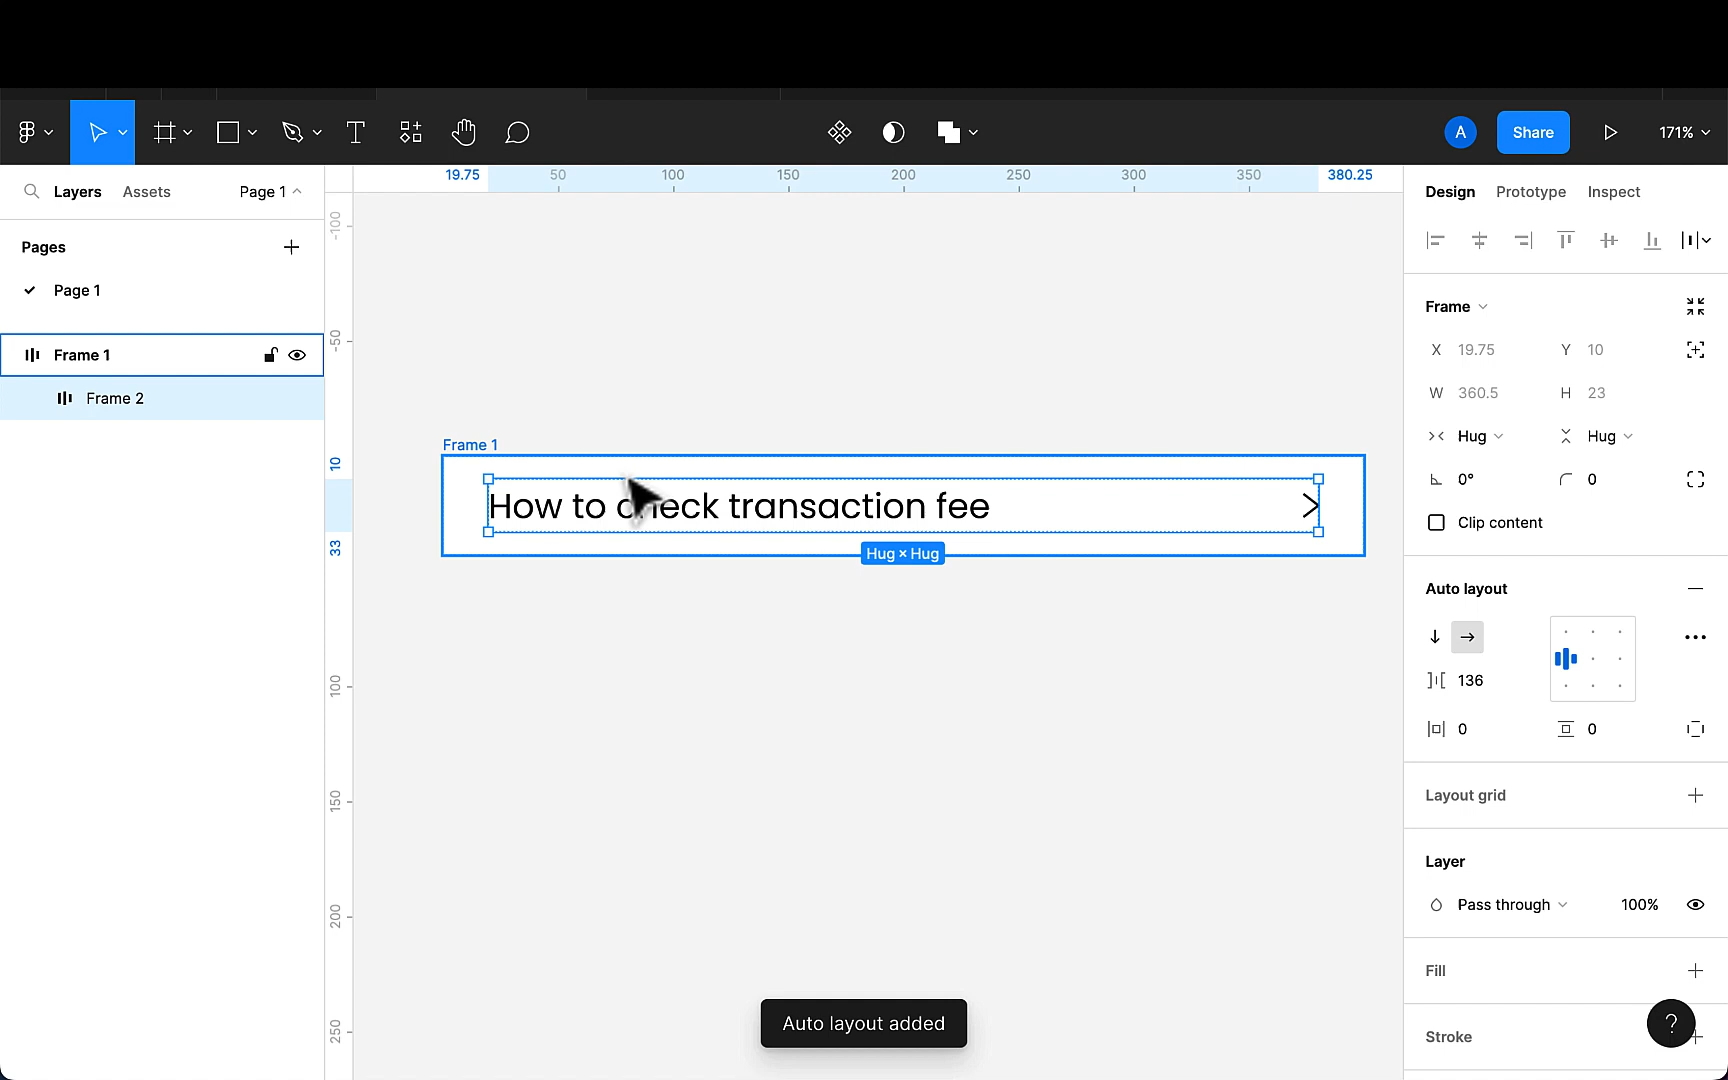 A
Share
171%
Layers
Assets
Page 1
19.75
50
100
150
200
250
300
350
380.25
Design
Prototype
Inspect
Pages
Page 1
Frame 1
Frame 2
-100
-50
10
33
100
150
200
250
Frame 1
How to check transaction fee
Hug × Hug
Auto layout added
Frame
X 19.75 Y 10
W 360.5 H 23
Hug Hug
0° 0
Clip content
Auto layout
136
0 0
Layout grid
Layer
Pass through 100%
Fill
Stroke
?